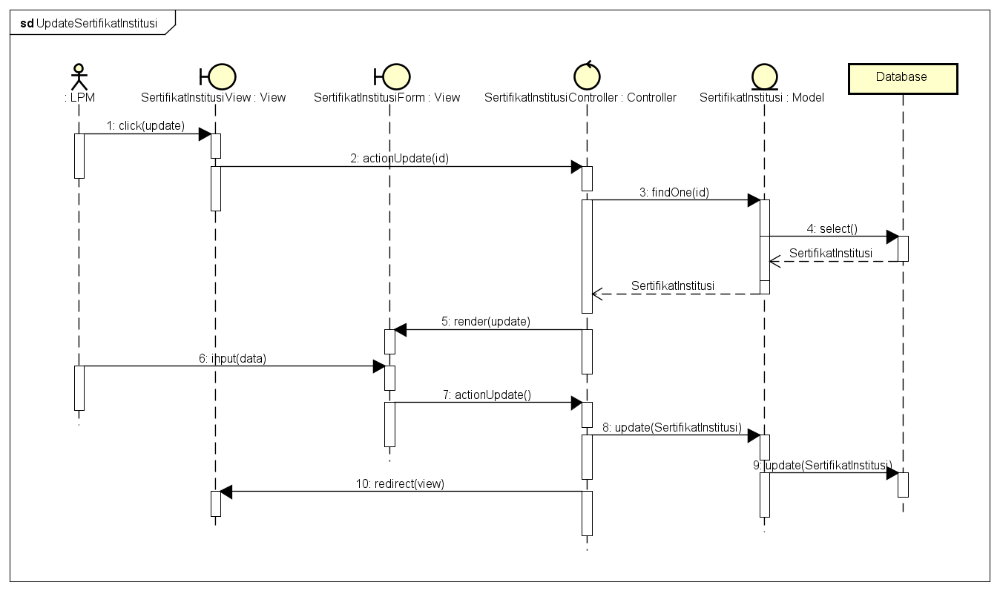 sd UpdateSertifikatInstitusi
: LPM
SertifikatInstitusiView : View
SertifikatInstitusiForm : View
SertifikatInstitusiController : Controller
SertifikatInstitusi : Model
Database
1: click(update)
2: actionUpdate(id)
3: findOne(id)
4: select()
SertifikatInstitusi
SertifikatInstitusi
5: render(update)
6: input(data)
7: actionUpdate()
8: update(SertifikatInstitusi)
9: update(SertifikatInstitusi)
10: redirect(view)